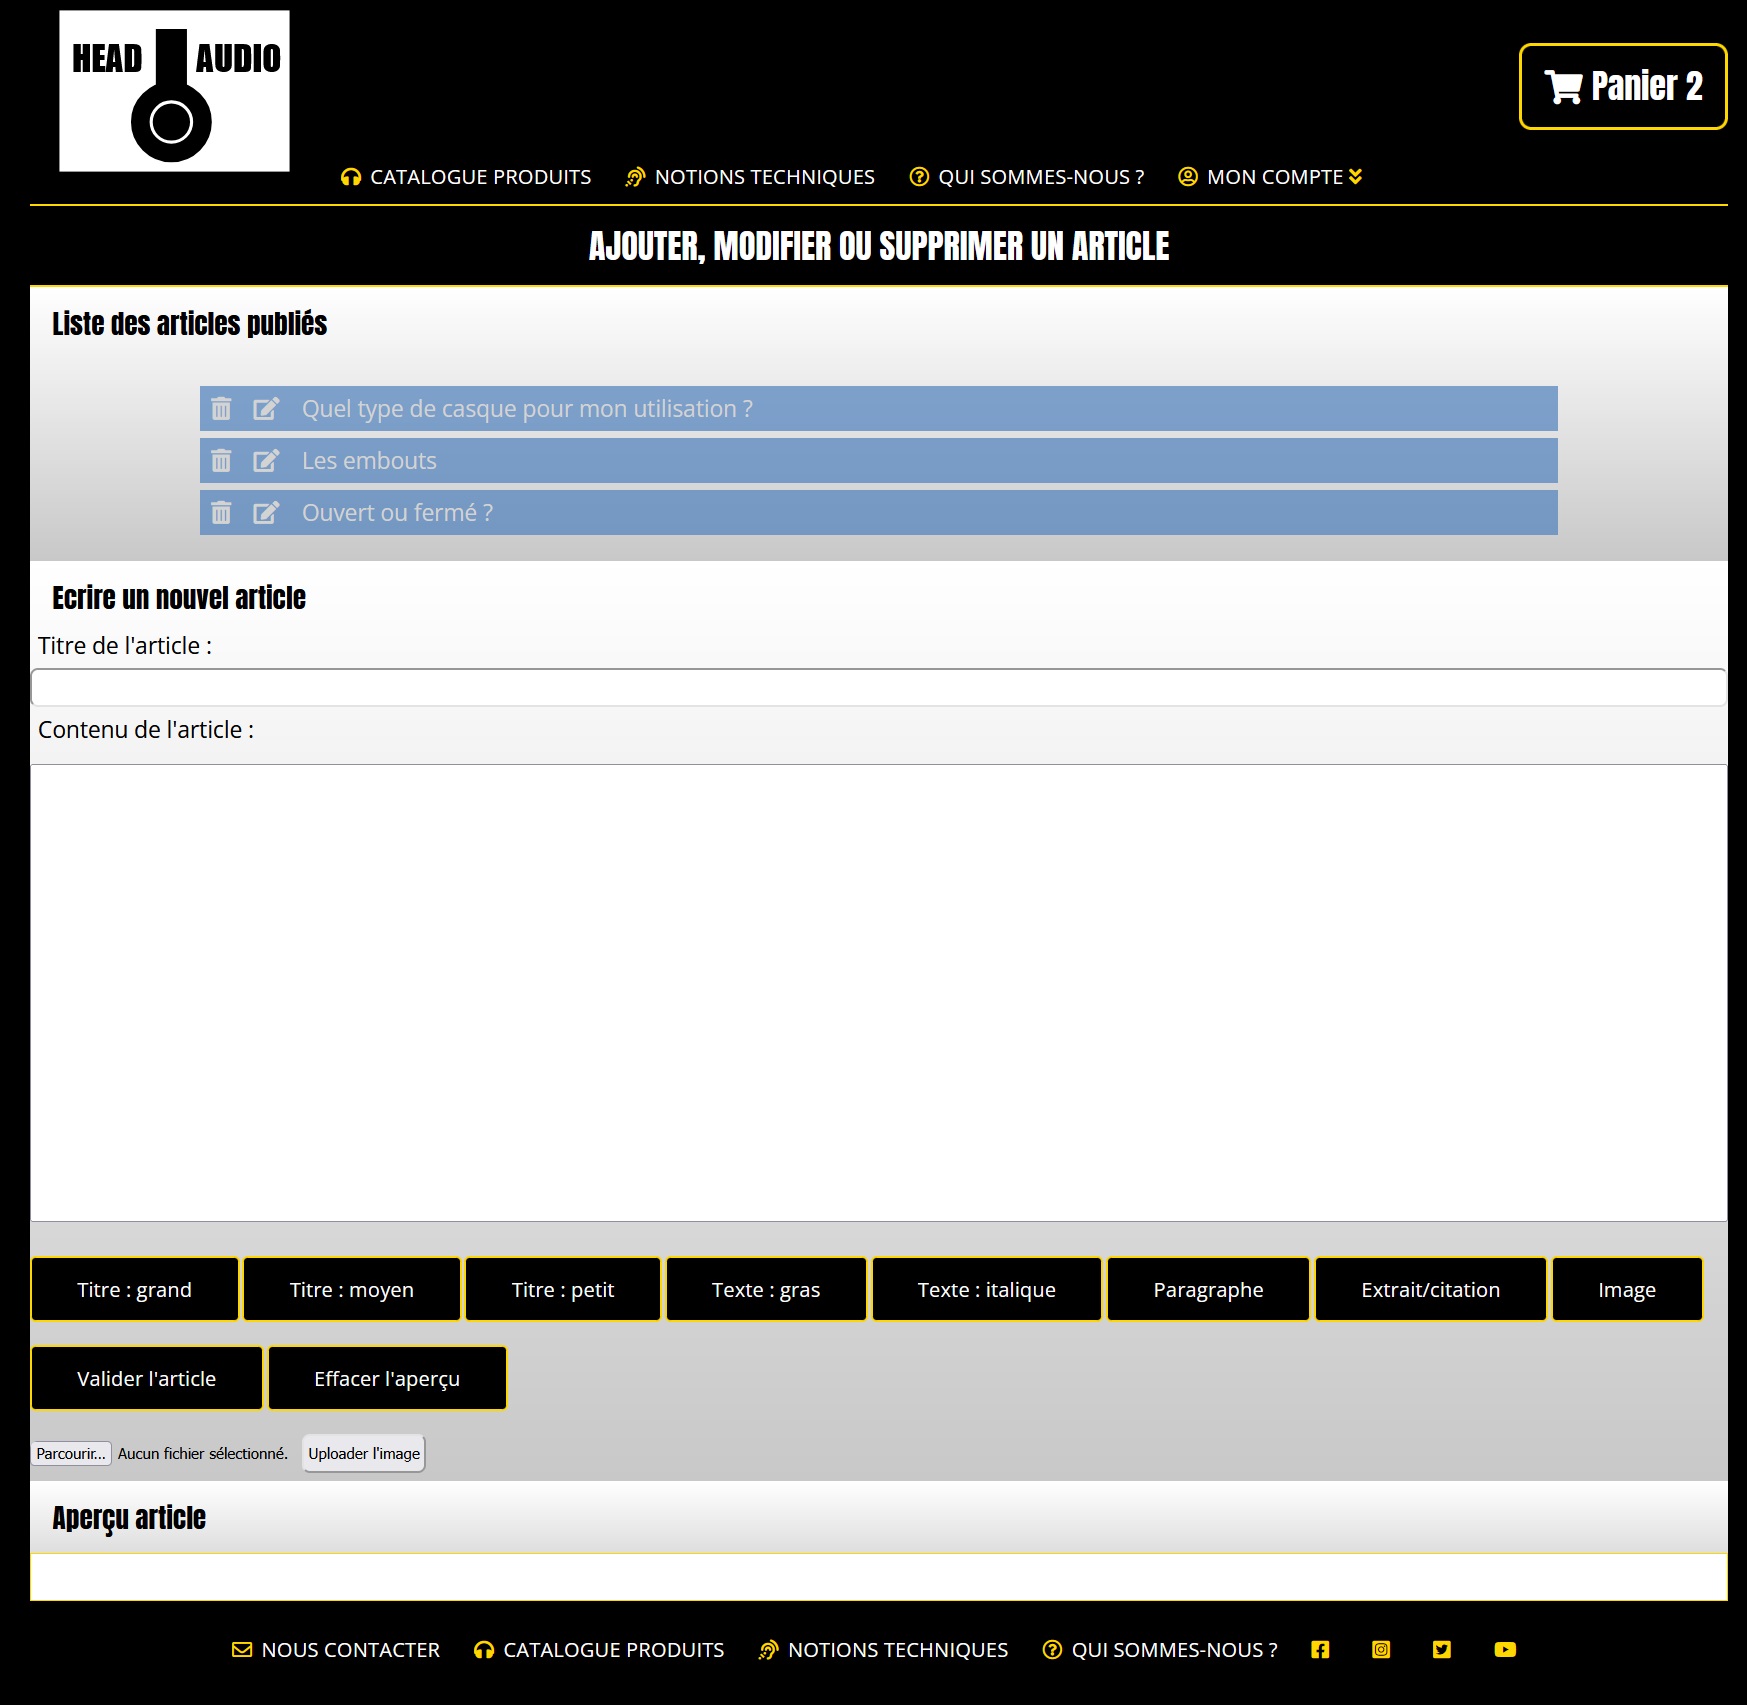 HEAD AUDIO
Panier 2
CATALOGUE PRODUITS NOTIONS TECHNIQUES QUI SOMMES-NOUS ? MON COMPTE
AJOUTER, MODIFIER OU SUPPRIMER UN ARTICLE
Liste des articles publiés
Quel type de casque pour mon utilisation ?
Les embouts
Ouvert ou fermé ?
Ecrire un nouvel article
Titre de l'article :
Contenu de l'article :
Titre : grand Titre : moyen Titre : petit Texte : gras Texte : italique Paragraphe Extrait/citation Image
Valider l'article Effacer l'aperçu
Parcourir... Aucun fichier sélectionné. Uploader l'image
Aperçu article
NOUS CONTACTER CATALOGUE PRODUITS NOTIONS TECHNIQUES QUI SOMMES-NOUS ?